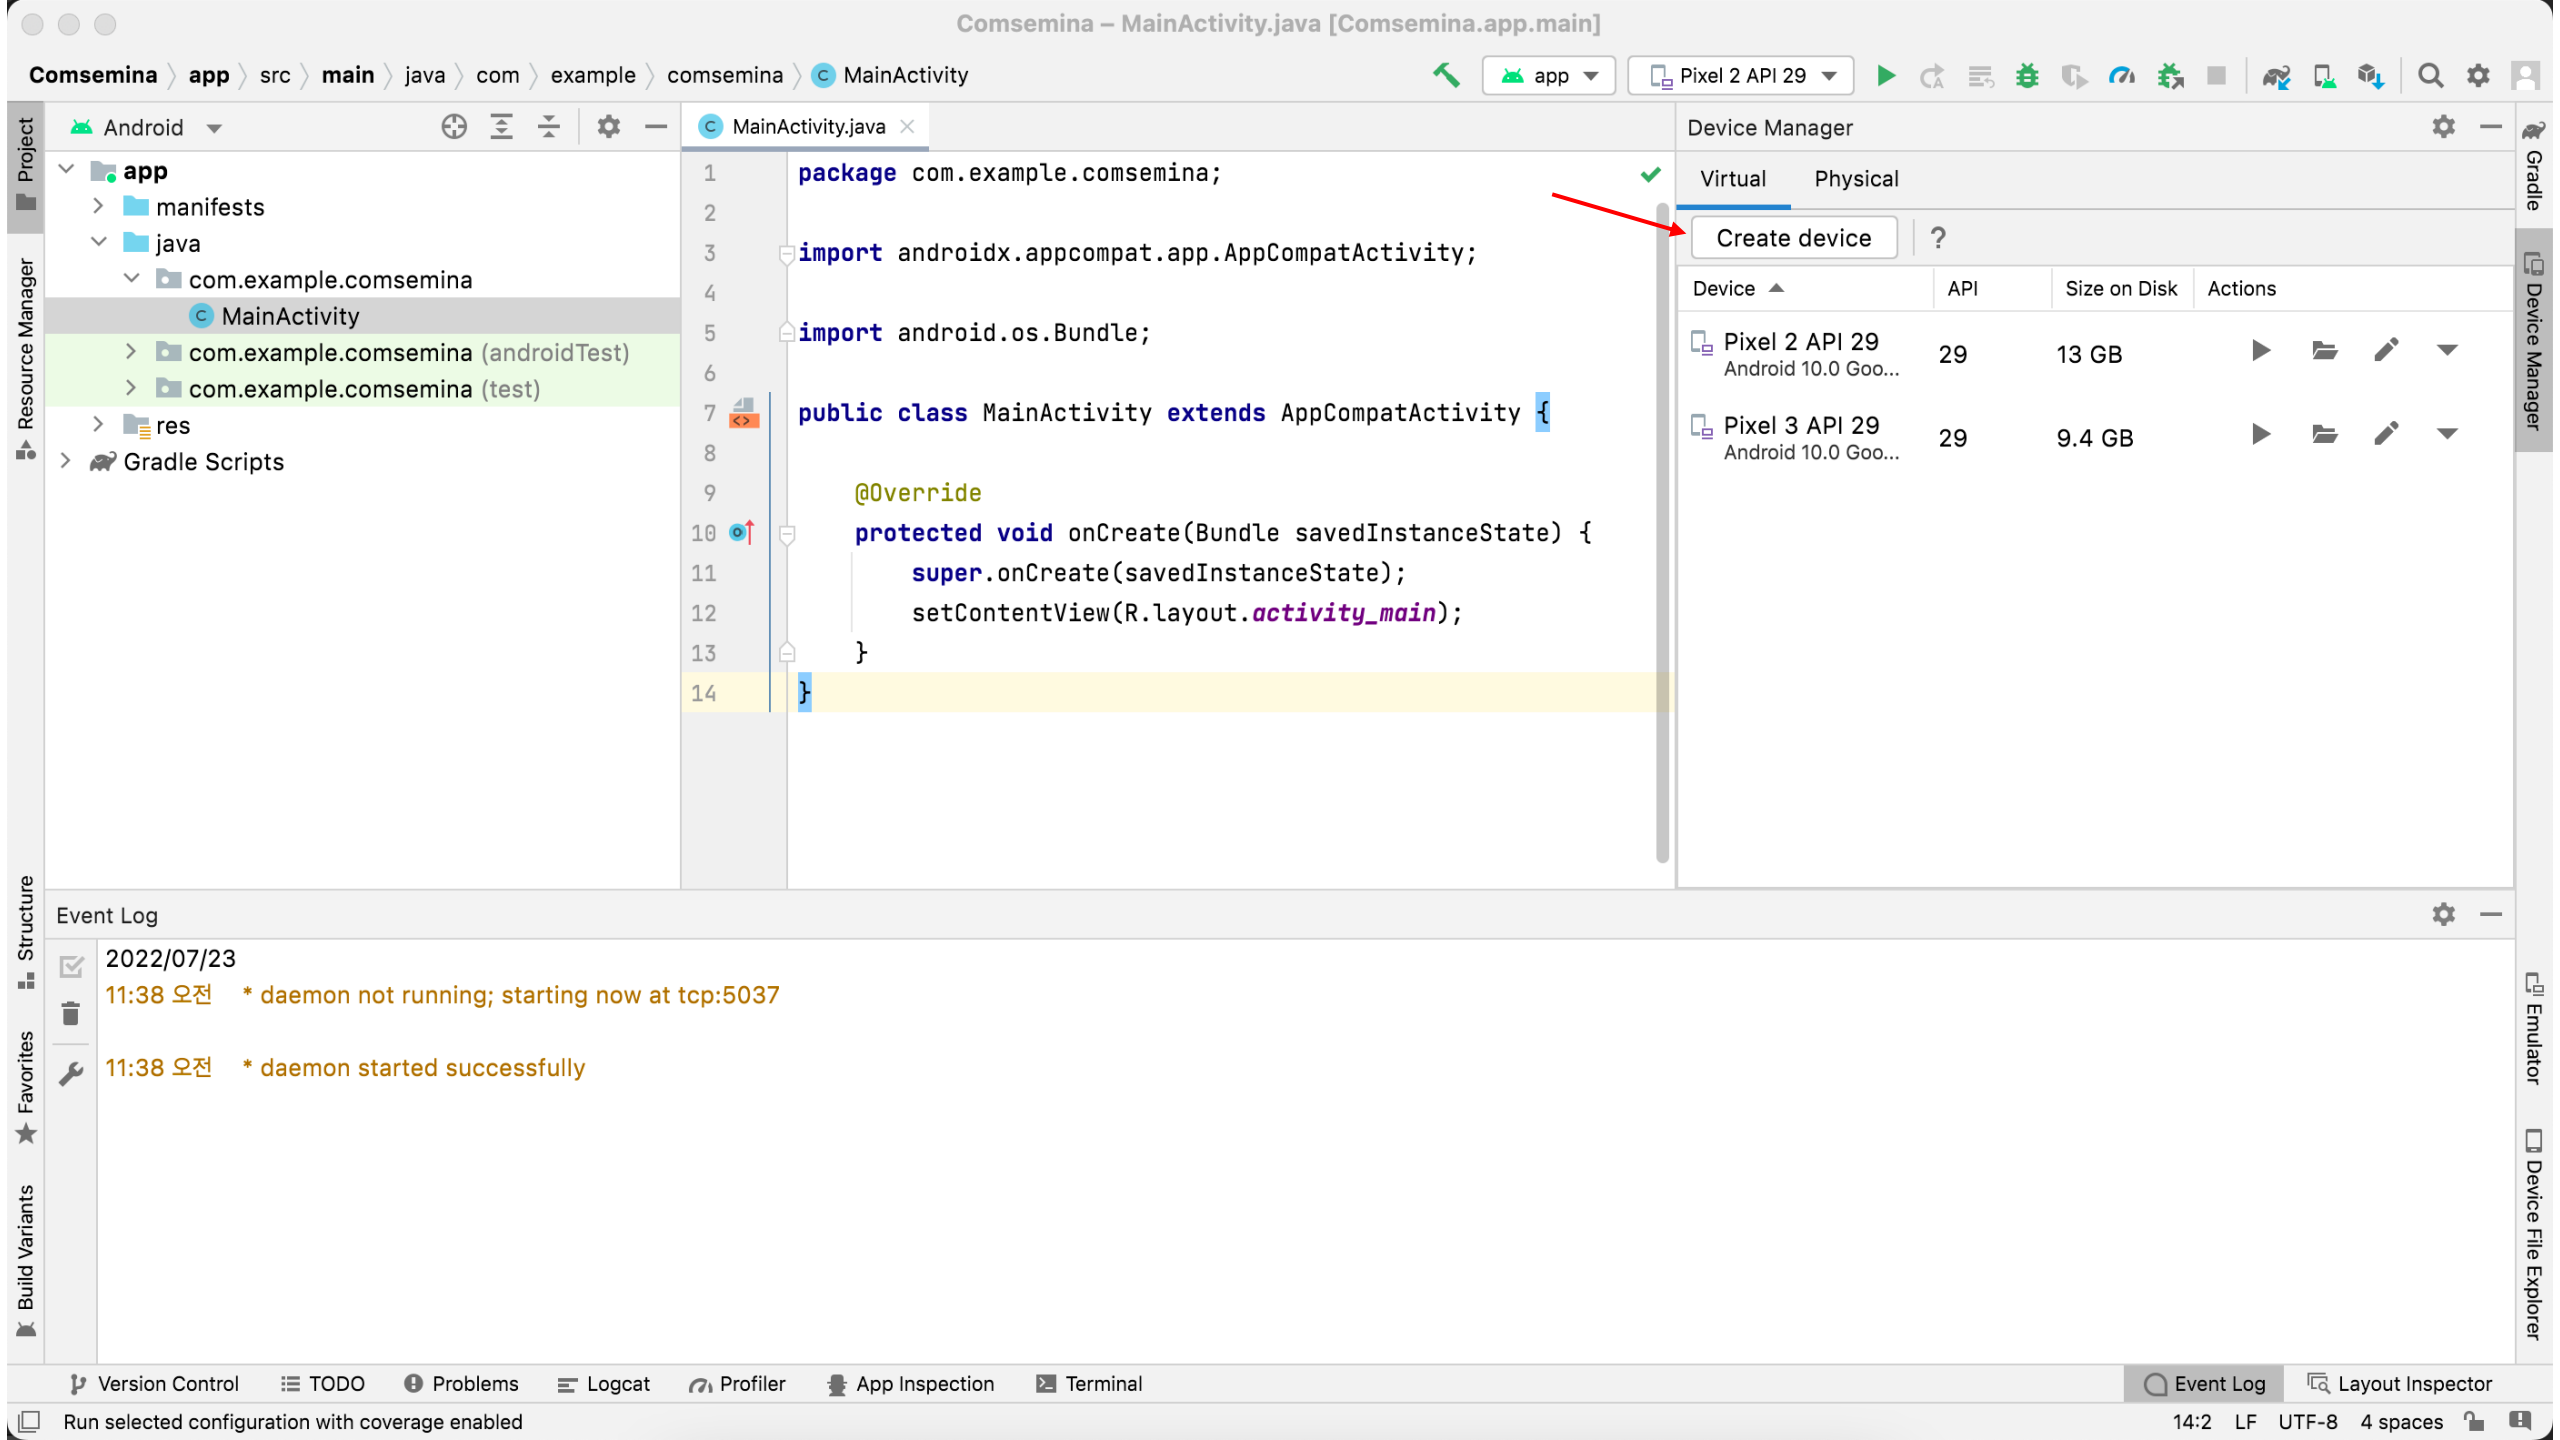 Comsemina – MainActivity.java [Comsemina.app.main]
Comsemina app src main java com example comsemina C MainActivity
app Pixel 2 API 29
Project
Resource Manager
Structure
Favorites
Build Variants
Android
app
manifests
java
com.example.comsemina
C MainActivity
com.example.comsemina (androidTest)
com.example.comsemina (test)
res
Gradle Scripts
C MainActivity.java
1 package com.example.comsemina;
2
3 import androidx.appcompat.app.AppCompatActivity;
4
5 import android.os.Bundle;
6
7 public class MainActivity extends AppCompatActivity {
8
9 @Override
10 protected void onCreate(Bundle savedInstanceState) {
11 super.onCreate(savedInstanceState);
12 setContentView(R.layout.activity_main);
13 }
14 }
Device Manager
Virtual Physical
Create device ?
Device API Size on Disk Actions
Pixel 2 API 29 29 13 GB
Android 10.0 Goo...
Pixel 3 API 29 29 9.4 GB
Android 10.0 Goo...
Gradle
Device Manager
Emulator
Device File Explorer
Event Log
2022/07/23
11:38 오전 * daemon not running; starting now at tcp:5037
11:38 오전 * daemon started successfully
Version Control TODO Problems Logcat Profiler App Inspection Terminal Event Log Layout Inspector
Run selected configuration with coverage enabled 14:2 LF UTF-8 4 spaces